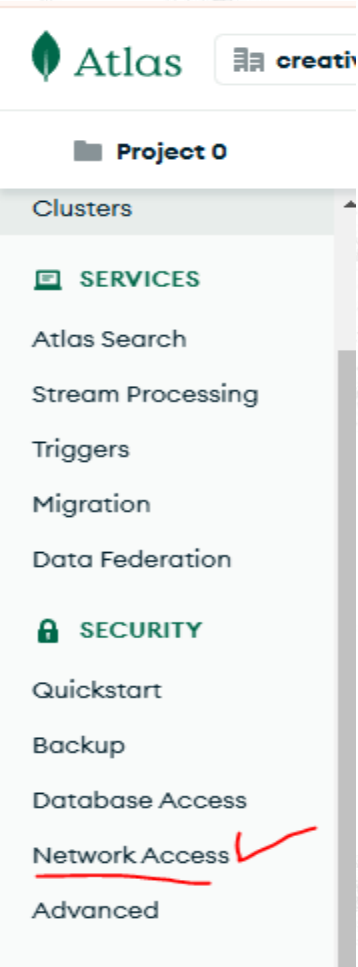 Atlas
creativ
Project 0
Clusters
SERVICES
Atlas Search
Stream Processing
Triggers
Migration
Data Federation
SECURITY
Quickstart
Backup
Database Access
Network Access
Advanced